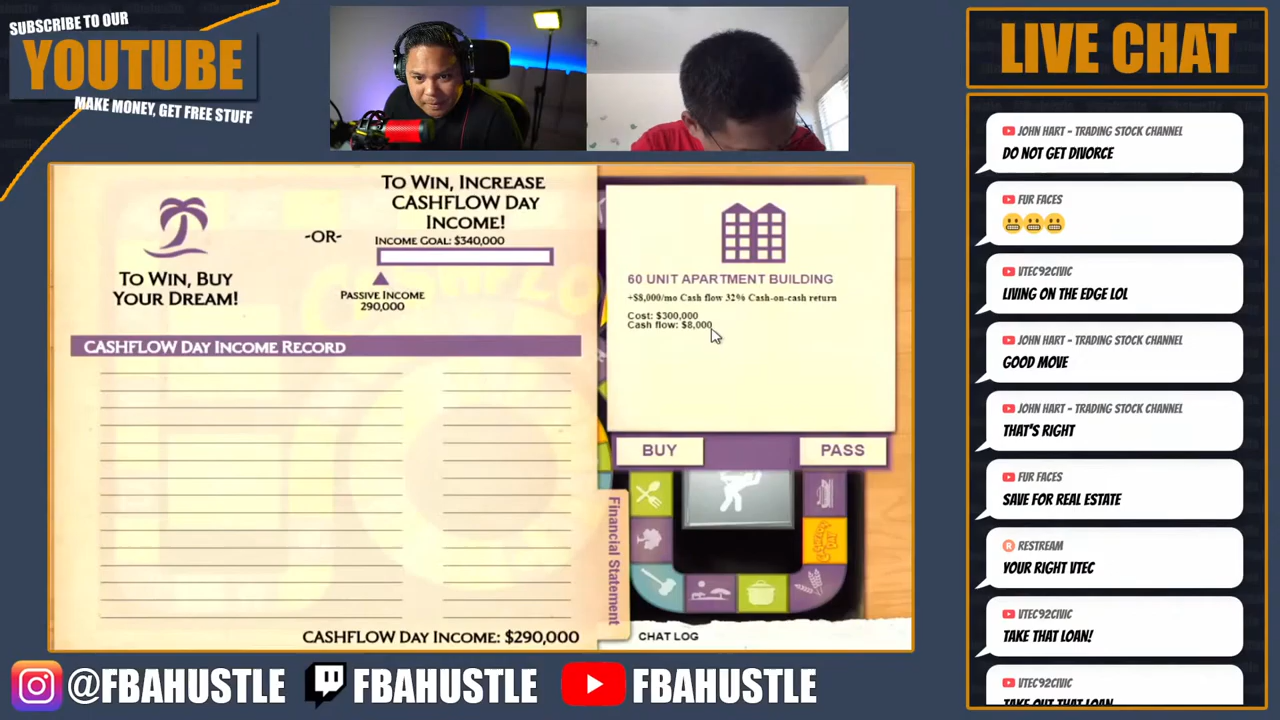 SUBSCRIBE TO OUR
YOUTUBE
MAKE MONEY, GET FREE STUFF
TO WIN, BUY
YOUR DREAM!
-OR-
TO WIN, INCREASE
CASHFLOW DAY
INCOME!
INCOME GOAL: $340,000
PASSIVE INCOME
290,000
CASHFLOW DAY INCOME RECORD
CASHFLOW DAY INCOME: $290,000
Financial Statement
60 UNIT APARTMENT BUILDING
+$8,000/mo Cash flow 32% Cash-on-cash return
Cost: $300,000
Cash flow: $8,000
BUY
PASS
CHAT LOG
LIVE CHAT
JOHN HART - TRADING STOCK CHANNEL
DO NOT GET DIVORCE
FUR FACES
😬😬😬
VTEC92CIVIC
LIVING ON THE EDGE LOL
JOHN HART - TRADING STOCK CHANNEL
GOOD MOVE
JOHN HART - TRADING STOCK CHANNEL
THAT'S RIGHT
FUR FACES
SAVE FOR REAL ESTATE
RESTREAM
YOUR RIGHT VTEC
VTEC92CIVIC
TAKE THAT LOAN!
VTEC92CIVIC
TAKE OUT THAT LOAN
@FBAHUSTLE
FBAHUSTLE
FBAHUSTLE